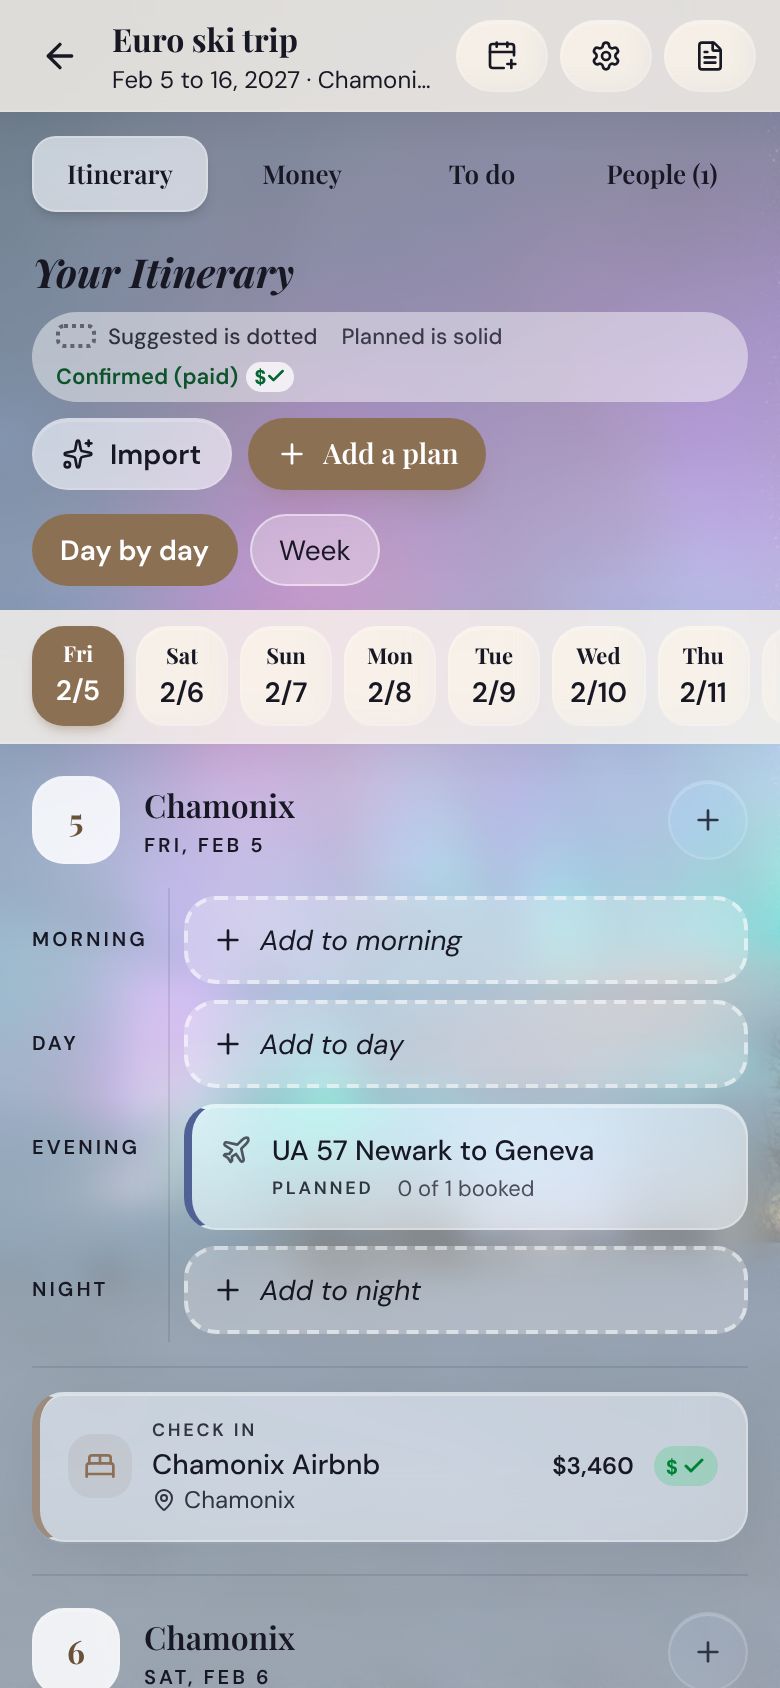 Euro ski trip
Feb 5 to 16, 2027 · Chamoni...
Itinerary
Money
To do
People (1)
Your Itinerary
Suggested is dotted Planned is solid
Confirmed (paid) $✓
Import
+ Add a plan
Day by day
Week
Fri
2/5
Sat
2/6
Sun
2/7
Mon
2/8
Tue
2/9
Wed
2/10
Thu
2/11
5
Chamonix
FRI, FEB 5
+
MORNING
+ Add to morning
DAY
+ Add to day
EVENING
UA 57 Newark to Geneva
PLANNED 0 of 1 booked
NIGHT
+ Add to night
CHECK IN
Chamonix Airbnb
$3,460 $✓
Chamonix
6
Chamonix
SAT, FEB 6
+